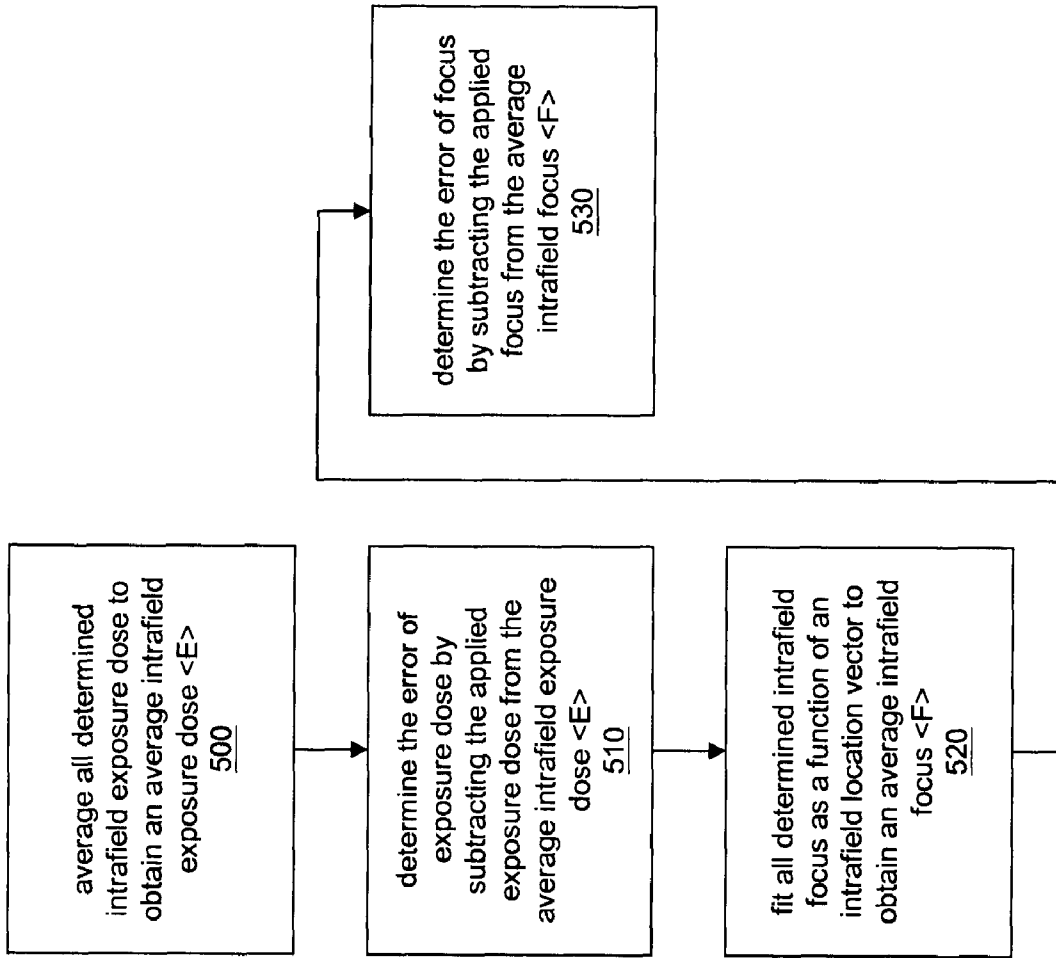 average all determined
intrafield exposure dose to
obtain an average intrafield
exposure dose <E>
500
determine the error of
exposure dose by
subtracting the applied
exposure dose from the
average intrafield exposure
dose <E>
510
fit all determined intrafield
focus as a function of an
intrafield location vector to
obtain an average intrafield
focus <F>
520
determine the error of focus
by subtracting the applied
focus from the average
intrafield focus <F>
530